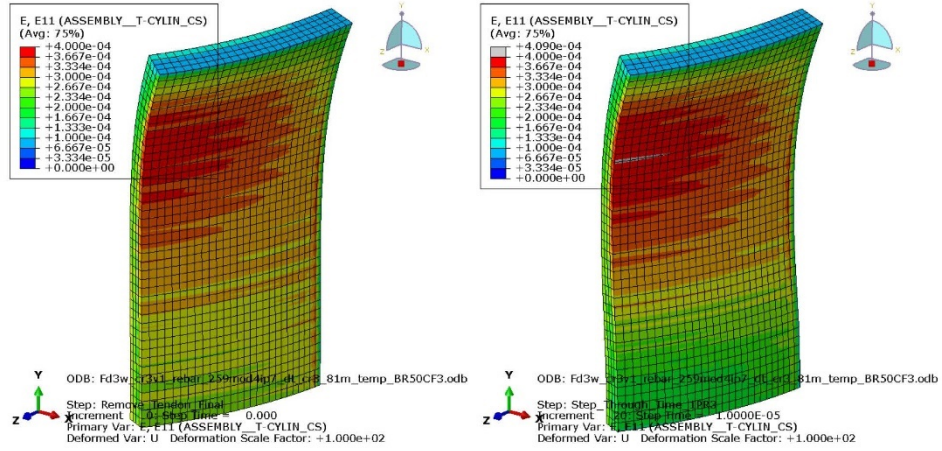 E, E11 (ASSEMBLY__T-CYLIN_CS)
(Avg: 75%)
+4.000e-04
+3.667e-04
+3.334e-04
+3.000e-04
+2.667e-04
+2.334e-04
+2.000e-04
+1.667e-04
+1.333e-04
+1.000e-04
+6.667e-05
+3.334e-05
+0.000e+00
Y
Z
X
Y
Z
X
ODB: Fd3w_cr3v1_rebar_259mod4ip7_dt_cr3_81m_temp_BR50CF3.odb
Step: Remove_Tendon_Final
Increment 0: Step Time = 0.000
Primary Var: E, E11 (ASSEMBLY__T-CYLIN_CS)
Deformed Var: U Deformation Scale Factor: +1.000e+02
E, E11 (ASSEMBLY__T-CYLIN_CS)
(Avg: 75%)
+4.090e-04
+4.000e-04
+3.667e-04
+3.334e-04
+3.000e-04
+2.667e-04
+2.334e-04
+2.000e-04
+1.667e-04
+1.333e-04
+1.000e-04
+6.667e-05
+3.334e-05
+0.000e+00
Y
Z
X
Y
Z
X
ODB: Fd3w_cr3v1_rebar_259mod4ip7_dt_cr3_81m_temp_BR50CF3.odb
Increment 20: Step Time = 1.0000E-05
Primary Var: E, E11 (ASSEMBLY__T-CYLIN_CS)
Deformed Var: U Deformation Scale Factor: +1.000e+02